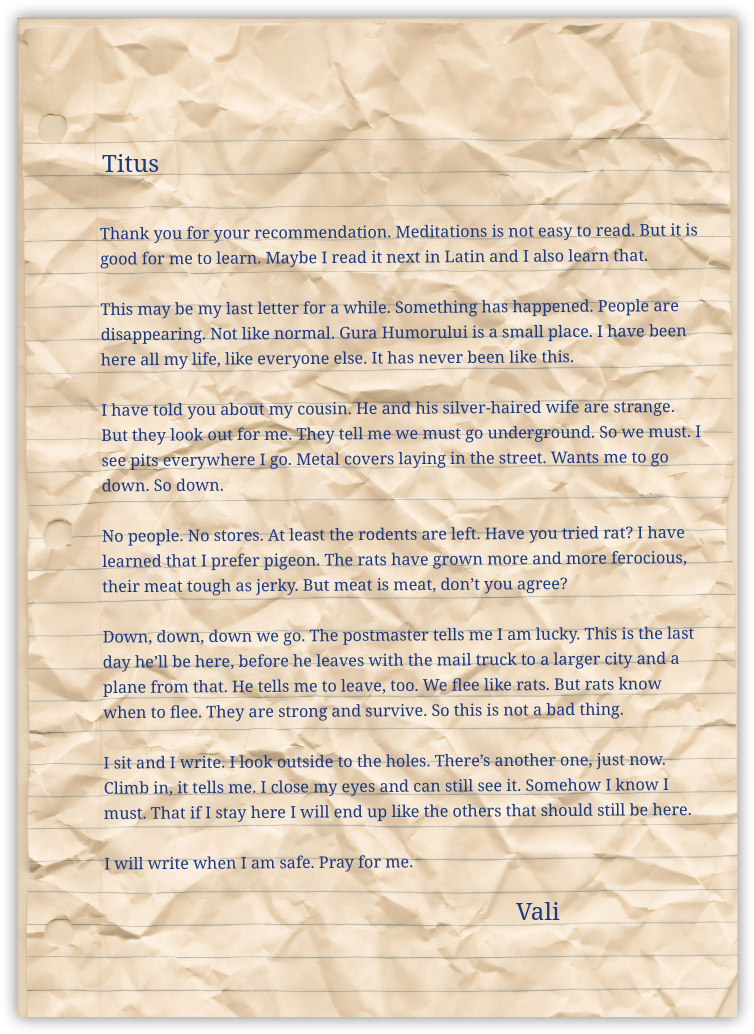 Titus
Thank you for your recommendation. Meditations is not easy to read. But it is
good for me to learn. Maybe I read it next in Latin and I also learn that.
This may be my last letter for a while. Something has happened. People are
disappearing. Not like normal. Gura Humorului is a small place. I have been
here all my life, like everyone else. It has never been like this.
I have told you about my cousin. He and his silver-haired wife are strange.
But they look out for me. They tell me we must go underground. So we must. I
see pits everywhere I go. Metal covers laying in the street. Wants me to go
down. So down.
No people. No stores. At least the rodents are left. Have you tried rat? I have
learned that I prefer pigeon. The rats have grown more and more ferocious,
their meat tough as jerky. But meat is meat, don’t you agree?
Down, down, down we go. The postmaster tells me I am lucky. This is the last
day he’ll be here, before he leaves with the mail truck to a larger city and a
plane from that. He tells me to leave, too. We flee like rats. But rats know
when to flee. They are strong and survive. So this is not a bad thing.
I sit and I write. I look outside to the holes. There’s another one, just now.
Climb in, it tells me. I close my eyes and can still see it. Somehow I know I
must. That if I stay here I will end up like the others that should still be here.
I will write when I am safe. Pray for me.
Vali